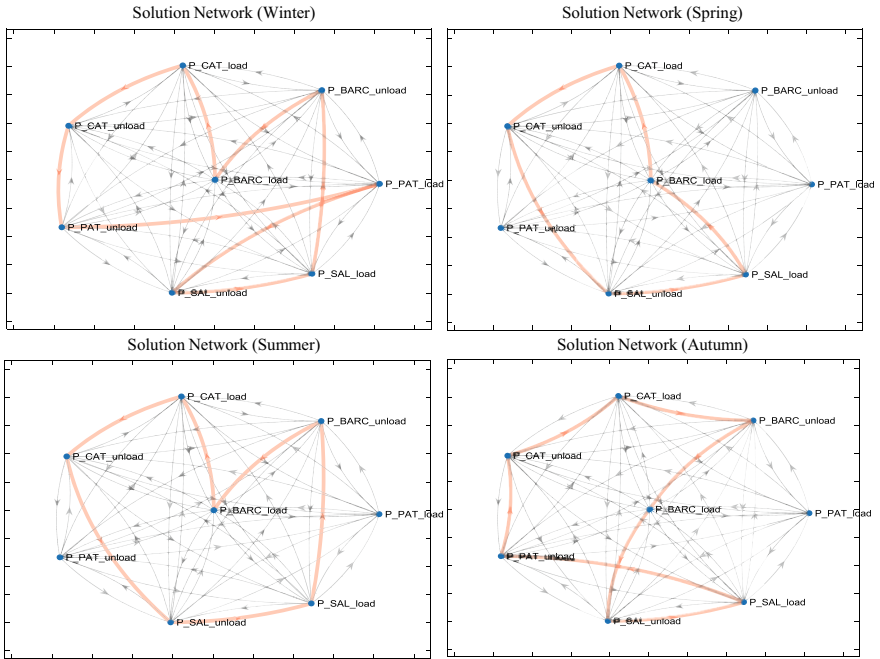 Solution Network (Winter)
P_CAT_load
P_BARC_unload
P_CAT_unload
P_BARC_load
P_PAT_load
P_PAT_unload
P_SAL_load
P_SAL_unload
Solution Network (Spring)
P_CAT_load
P_BARC_unload
P_CAT_unload
P_BARC_load
P_PAT_load
P_PAT_unload
P_SAL_load
P_SAL_unload
Solution Network (Summer)
P_CAT_load
P_BARC_unload
P_CAT_unload
P_BARC_load
P_PAT_load
P_PAT_unload
P_SAL_load
P_SAL_unload
Solution Network (Autumn)
P_CAT_load
P_BARC_unload
P_CAT_unload
P_BARC_load
P_PAT_load
P_PAT_unload
P_SAL_load
P_SAL_unload